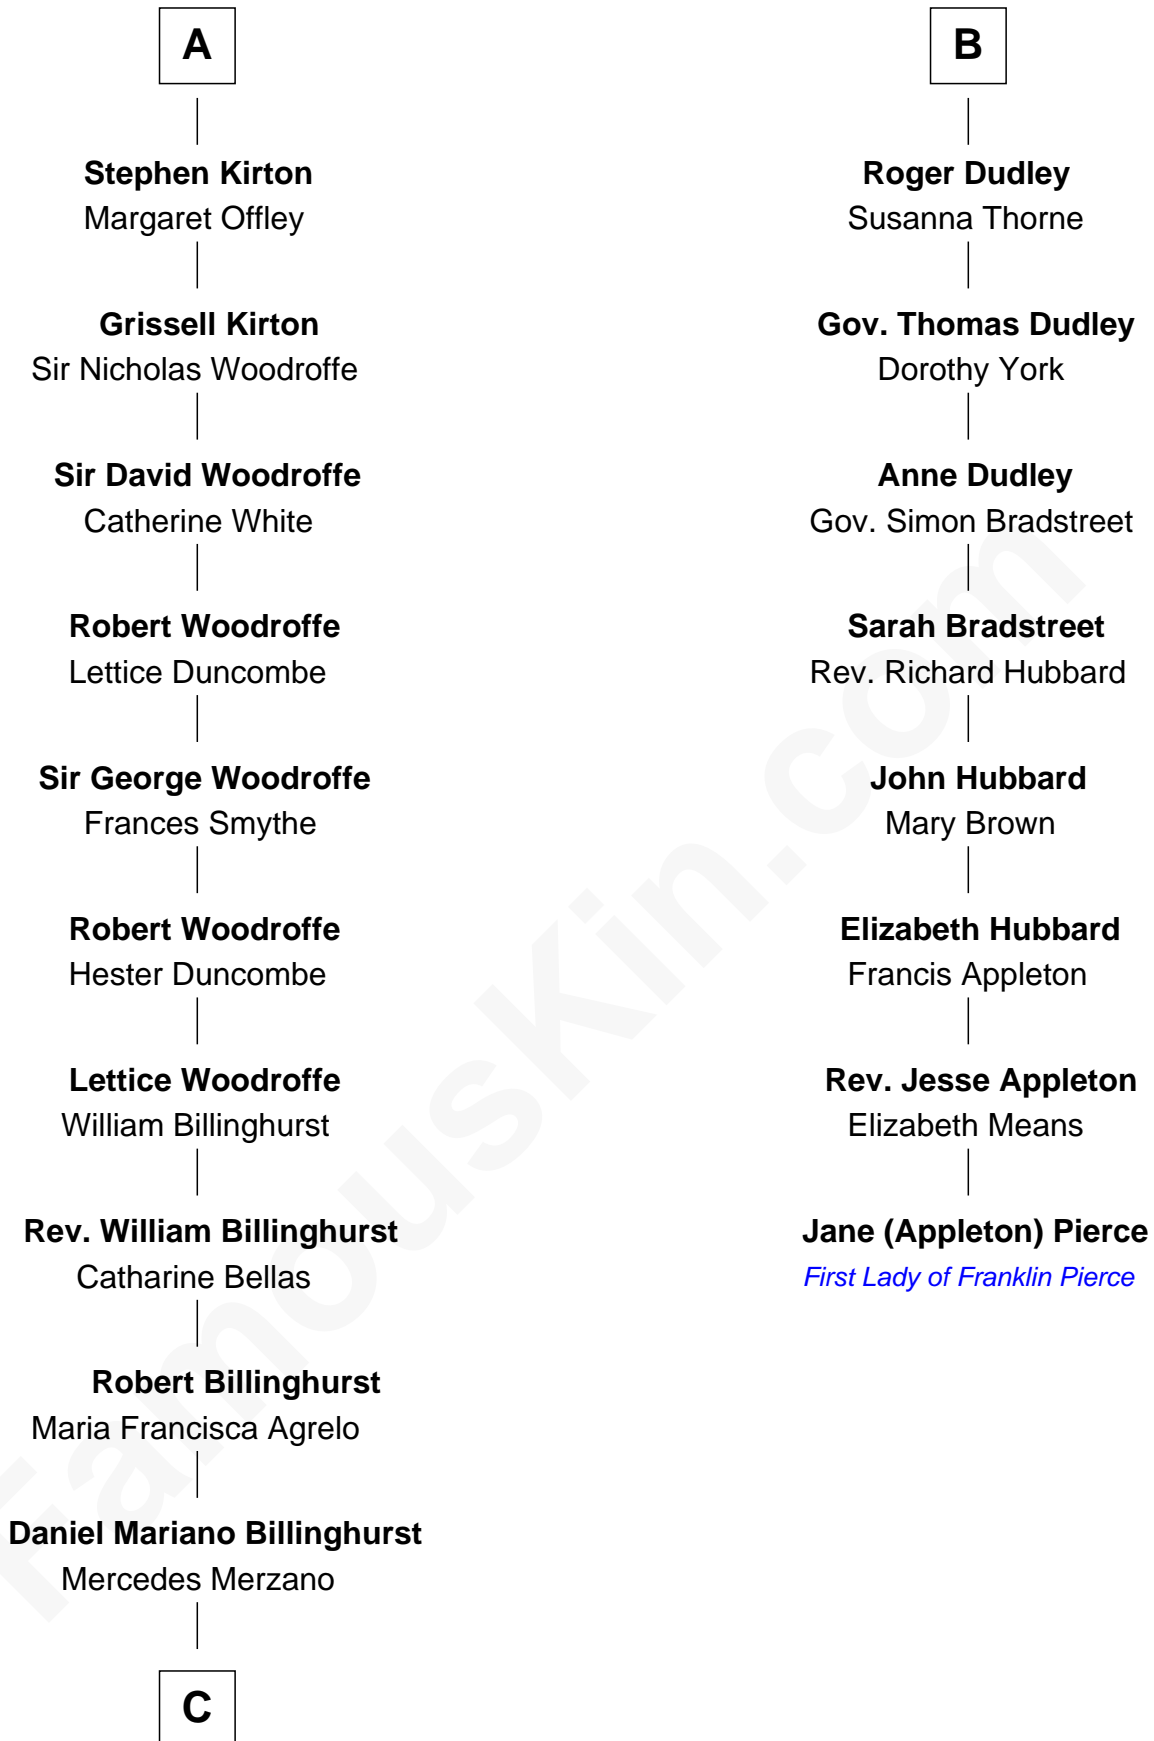 A
Stephen Kirton
Margaret Offley
Grissell Kirton
Sir Nicholas Woodroffe
Sir David Woodroffe
Catherine White
Robert Woodroffe
Lettice Duncombe
Sir George Woodroffe
Frances Smythe
Robert Woodroffe
Hester Duncombe
Lettice Woodroffe
William Billinghurst
Rev. William Billinghurst
Catharine Bellas
Robert Billinghurst
Maria Francisca Agrelo
Daniel Mariano Billinghurst
Mercedes Merzano
C
B
Roger Dudley
Susanna Thorne
Gov. Thomas Dudley
Dorothy York
Anne Dudley
Gov. Simon Bradstreet
Sarah Bradstreet
Rev. Richard Hubbard
John Hubbard
Mary Brown
Elizabeth Hubbard
Francis Appleton
Rev. Jesse Appleton
Elizabeth Means
Jane (Appleton) Pierce
First Lady of Franklin Pierce
FamousKin.com